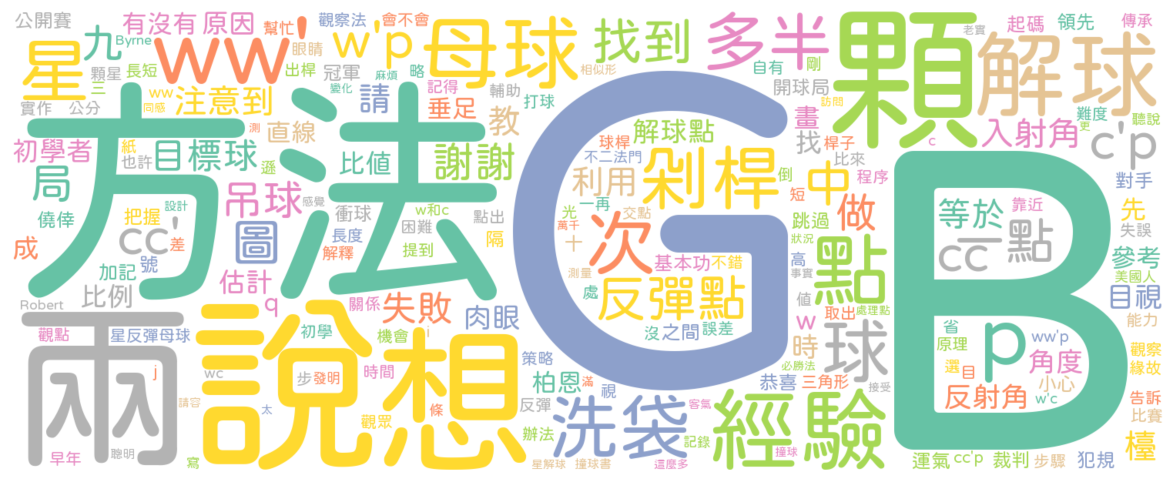 公開賽
有沒有
原因
幫忙
觀察法
會不會
母球
找到
多半
顆
解球
起碼
領先
傳承
老實
星
九
Byrne
ww'
w'p
眼睛
出桿
冠軍
麻煩
略
相似形
自有
剛
顆星
長短
三
ww
變化
記得
輔助
打球
開球局
訪問
難度
更
聽說
實作
公分
同感
注意到
請
垂足
教
畫
找
球桿
解球點
桿子
c
入射角
c'p
測
直線
初學者
紙
也許
目標球
遜
比值
謝謝
不二法門
倒
比來
程序
對手
方法
局
吊球
感覺
利用
剁桿
中
短
做
等於
靠近
先
失誤
僥倖
把握
設計
衝球
w和c
點出
一再
光
交點
跳過
cc'
差
圖
長度
困難
隔
次
萬千
十
狀況
點
cc
一點
成
解釋
提到
基本功
不錯
高
事實
參考
加記
號
估計
測量
反彈點
值
處理點
美國人
目視
比例
q
關係
失敗
肉眼
處
沒
之間
誤差
w
取出
時
球
能力
Robert
G
B
p
省
原理
ww'p
觀點
星反彈母球
初學
機會
i
策略
必勝法
角度
觀察
緣故
兩
說
想
j
wc
步
發明
時間
柏恩
滿
視
恭喜
三角形
接受
選
目
小心
反射角
w'c
告訴
請容
太
觀眾
條
反彈
洗袋
客氣
經驗
比賽
早年
聰明
寫
辦法
星解球
撞球書
這麼多
記錄
撞球
運氣
cc'p
裁判
步驟
犯規
檯